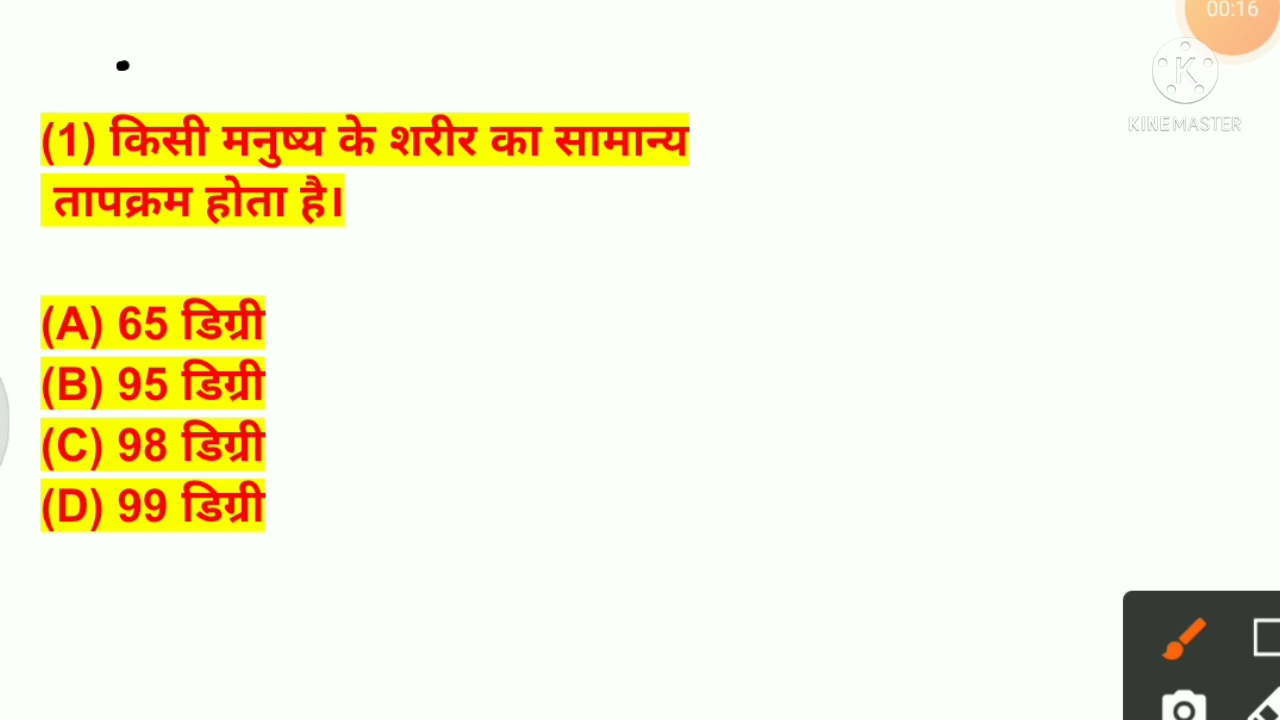 00:16
KINEMASTER
(1) किसी मनुष्य के शरीर का सामान्य
तापक्रम होता है।
(A) 65 डिग्री
(B) 95 डिग्री
(C) 98 डिग्री
(D) 99 डिग्री